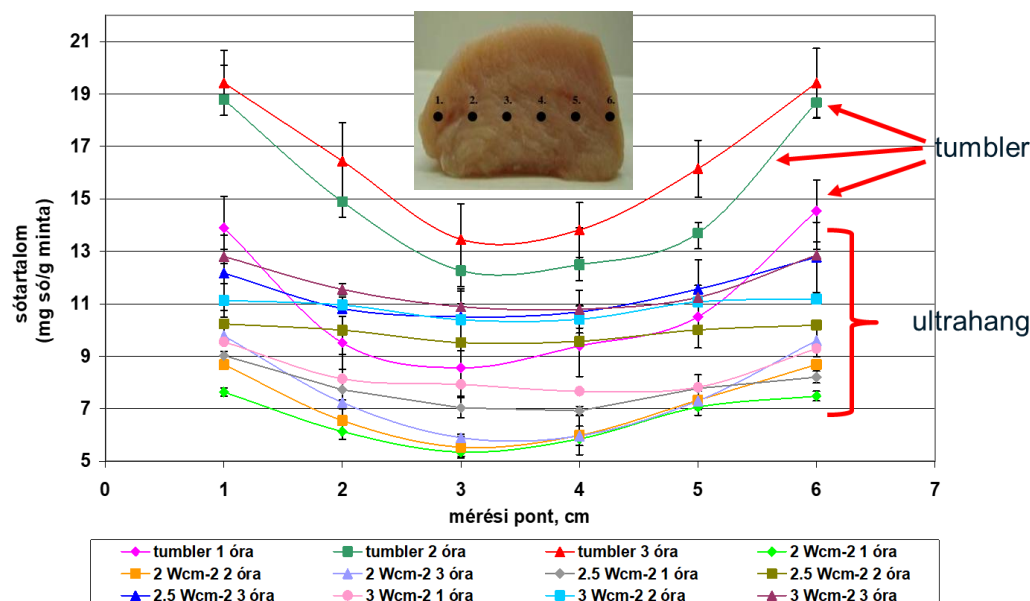 21
19
17
15
13
11
9
7
5
sótartalom
(mg só/g minta)
1. 2. 3. 4. 5. 6.
tumbler
ultrahang
0 1 2 3 4 5 6 7
mérési pont, cm
tumbler 1 óra tumbler 2 óra tumbler 3 óra 2 Wcm-2 1 óra
2 Wcm-2 2 óra 2 Wcm-2 3 óra 2.5 Wcm-2 1 óra 2.5 Wcm-2 2 óra
2.5 Wcm-2 3 óra 3 Wcm-2 1 óra 3 Wcm-2 2 óra 3 Wcm-2 3 óra